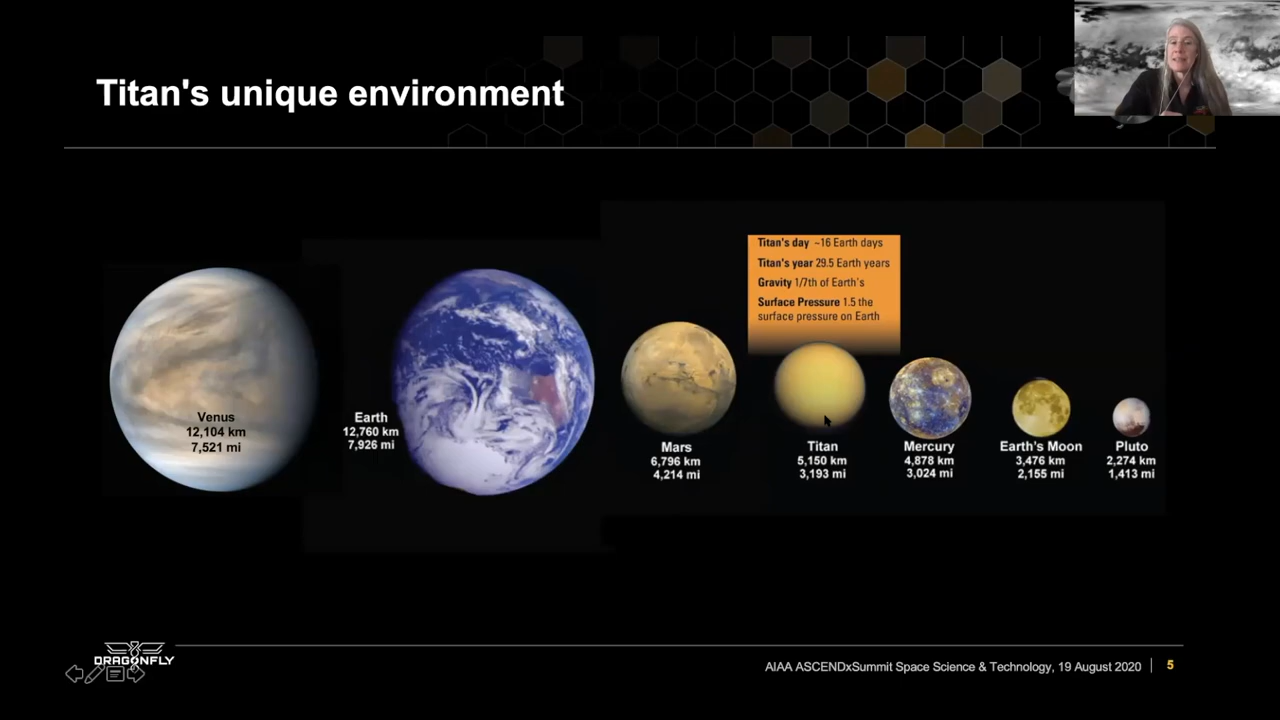 Titan's unique environment
Titan's day ~16 Earth days
Titan's year 29.5 Earth years
Gravity 1/7th of Earth's
Surface Pressure 1.5 the
surface pressure on Earth
Venus
12,104 km
7,521 mi
Earth
12,760 km
7,926 mi
Mars
6,796 km
4,214 mi
Titan
5,150 km
3,193 mi
Mercury
4,878 km
3,024 mi
Earth's Moon
3,476 km
2,155 mi
Pluto
2,274 km
1,413 mi
DRAGONFLY
AIAA ASCENDxSummit Space Science & Technology, 19 August 2020 | 5